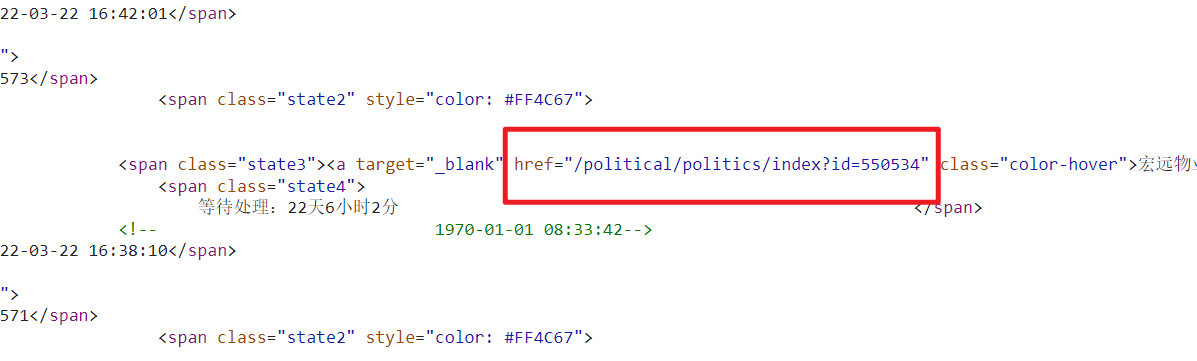 22-03-22 16:42:01</span>
">
573</span>
<span class="state2" style="color: #FF4C67">
<span class="state3"><a target="_blank" href="/political/politics/index?id=550534" class="color-hover">宏远物业
<span class="state4">
等待处理：22天6小时2分 </span>
<!-- 1970-01-01 08:33:42-->
22-03-22 16:38:10</span>
">
571</span>
<span class="state2" style="color: #FF4C67">